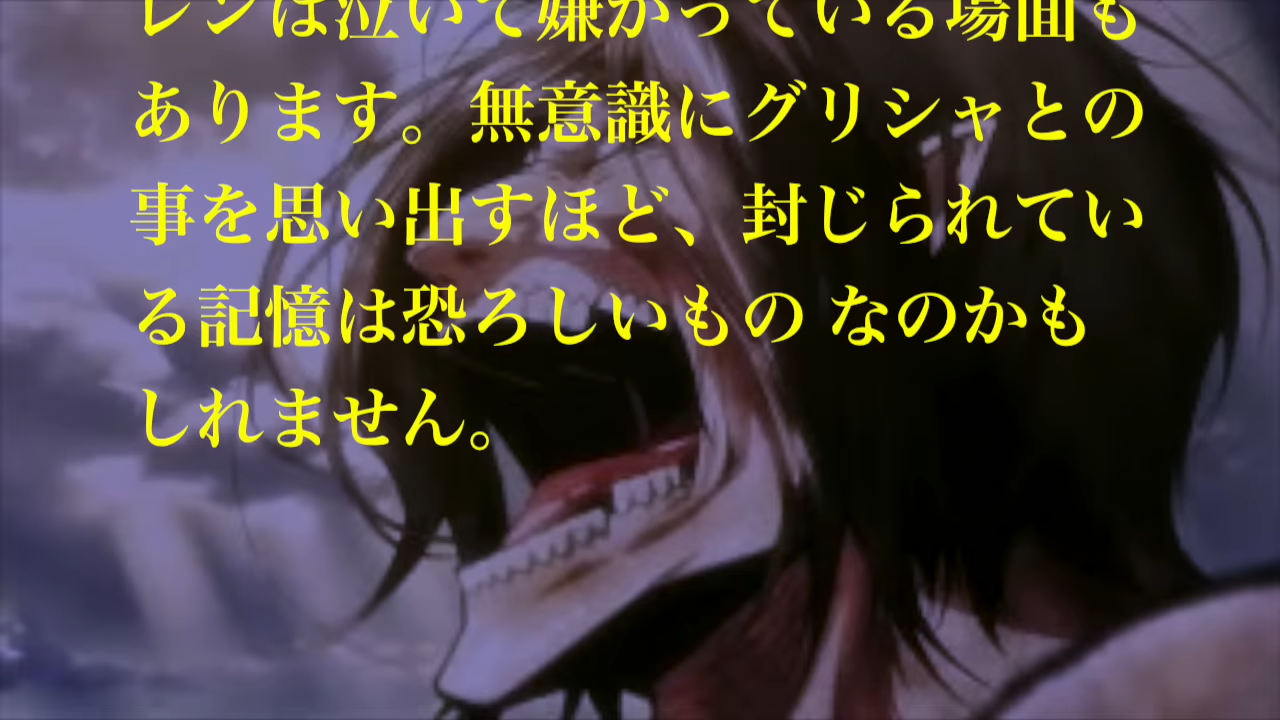 レンは泣いて嫌がっている場面も
あります。無意識にグリシャとの
事を思い出すほど、封じられてい
る記憶は恐ろしいもの なのかも
しれません。